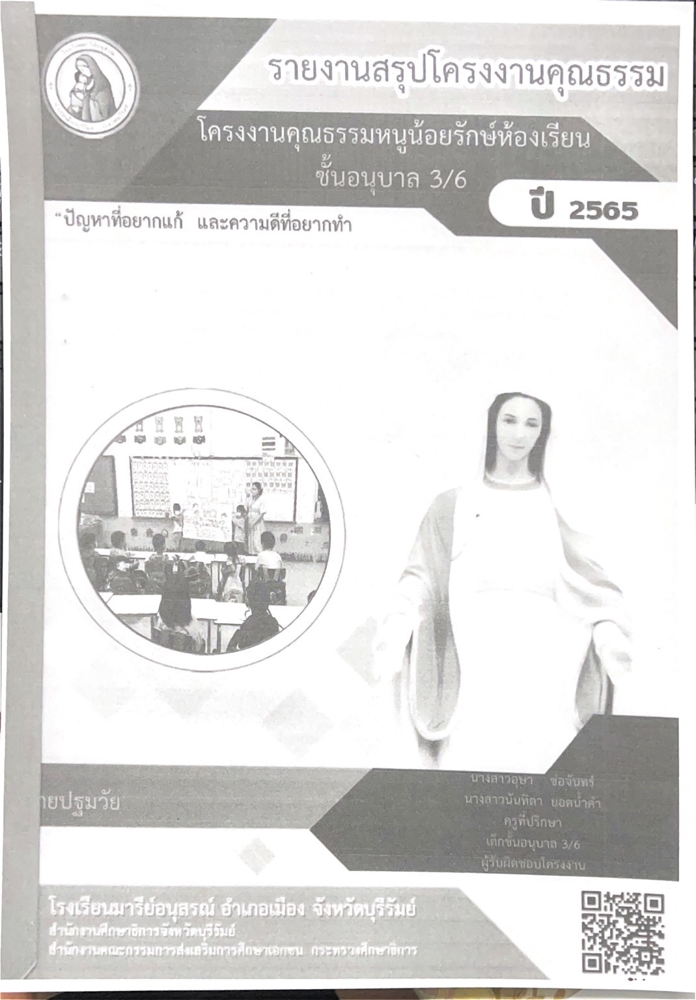 รายงานสรุปโครงงานคุณธรรม
โครงงานคุณธรรมหนูน้อยรักษ์ห้องเรียน
ชั้นอนุบาล 3/6
ปี 2565
“ปัญหาที่อยากแก้ และความดีที่อยากทำ
ายปฐมวัย
นางสาวอุษา ช่อจันทร์
นางสาวนันทิดา ยอดน้ำคำ
ครูที่ปรึกษา
เด็กชั้นอนุบาล 3/6
ผู้รับผิดชอบโครงงาน
โรงเรียนมารีย์อนุสรณ์ อำเภอเมือง จังหวัดบุรีรัมย์
สำนักงานศึกษาธิการจังหวัดบุรีรัมย์
สำนักงานคณะกรรมการส่งเสริมการศึกษาเอกชน กระทรวงศึกษาธิการ